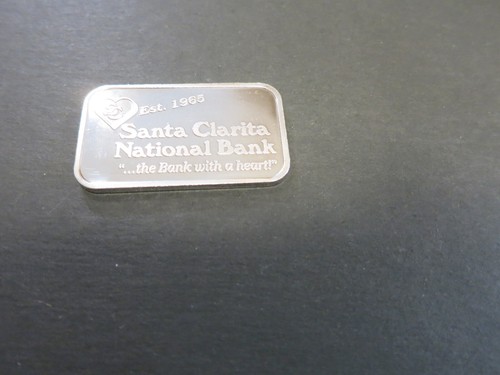 Est. 1965
Santa Clarita
National Bank
"...the Bank with a heart!"